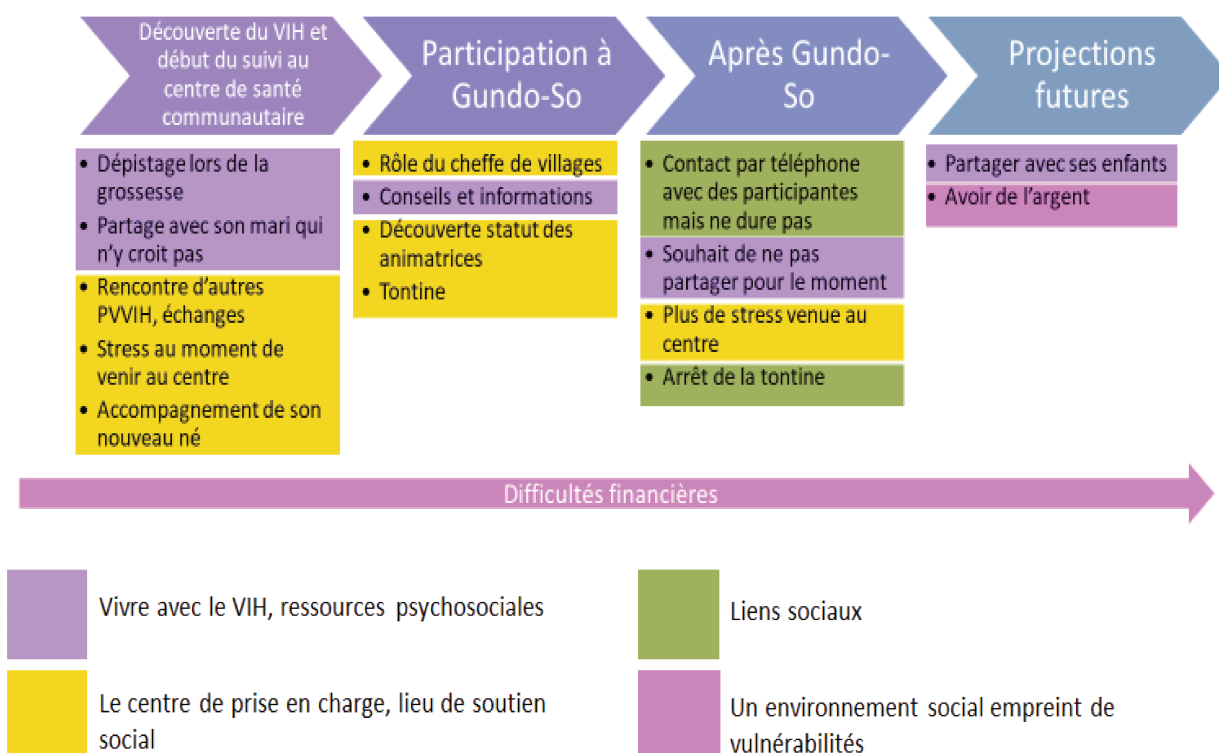 Découverte du VIH et
début du suivi au
centre de santé
communautaire
Participation à
Gundo-So
Après Gundo-
So
Projections
futures
• Dépistage lors de la
grossesse
• Partage avec son mari qui
n'y croit pas
• Rencontre d'autres
PVVIH, échanges
• Stress au moment de
venir au centre
• Accompagnement de son
nouveau né
• Rôle du cheffe de villages
• Conseils et informations
• Découverte statut des
animatrices
• Tontine
• Contact par téléphone
avec des participantes
mais ne dure pas
• Souhait de ne pas
partager pour le moment
• Plus de stress venue au
centre
• Arrêt de la tontine
• Partager avec ses enfants
• Avoir de l'argent
Difficultés financières
Vivre avec le VIH, ressources psychosociales
Liens sociaux
Le centre de prise en charge, lieu de soutien
social
Un environnement social empreint de
vulnérabilités